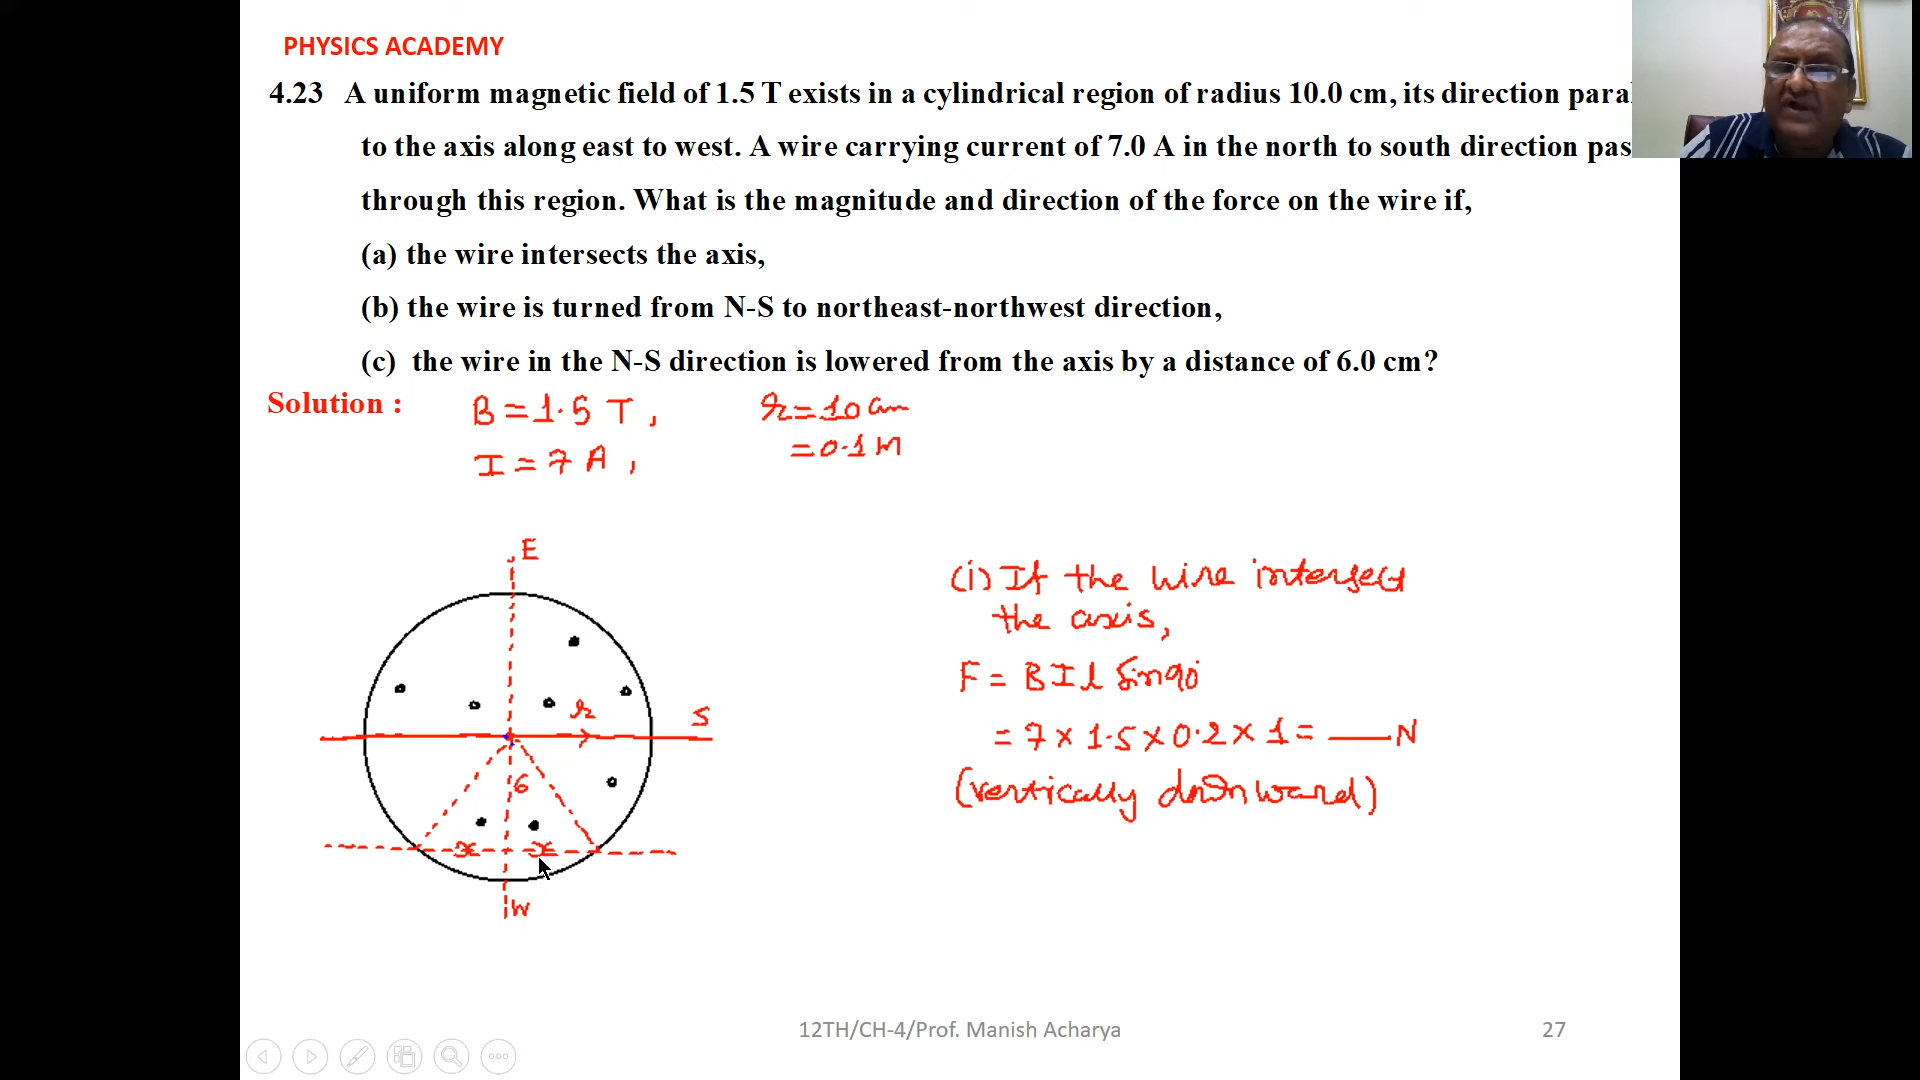 PHYSICS ACADEMY
4.23 A uniform magnetic field of 1.5 T exists in a cylindrical region of radius 10.0 cm, its direction para
to the axis along east to west. A wire carrying current of 7.0 A in the north to south direction pas
through this region. What is the magnitude and direction of the force on the wire if,
(a) the wire intersects the axis,
(b) the wire is turned from N-S to northeast-northwest direction,
(c) the wire in the N-S direction is lowered from the axis by a distance of 6.0 cm?
Solution :
B = 1.5 T ,
r = 10 cm
= 0.1 M
I = 7 A ,
E
(i) If the wire intersect
the axis,
F = B I l Sin90°
r
S
= 7 × 1.5 × 0.2 × 1 = ___ N
6
(vertically downward)
x x
W
12TH/CH-4/Prof. Manish Acharya
27